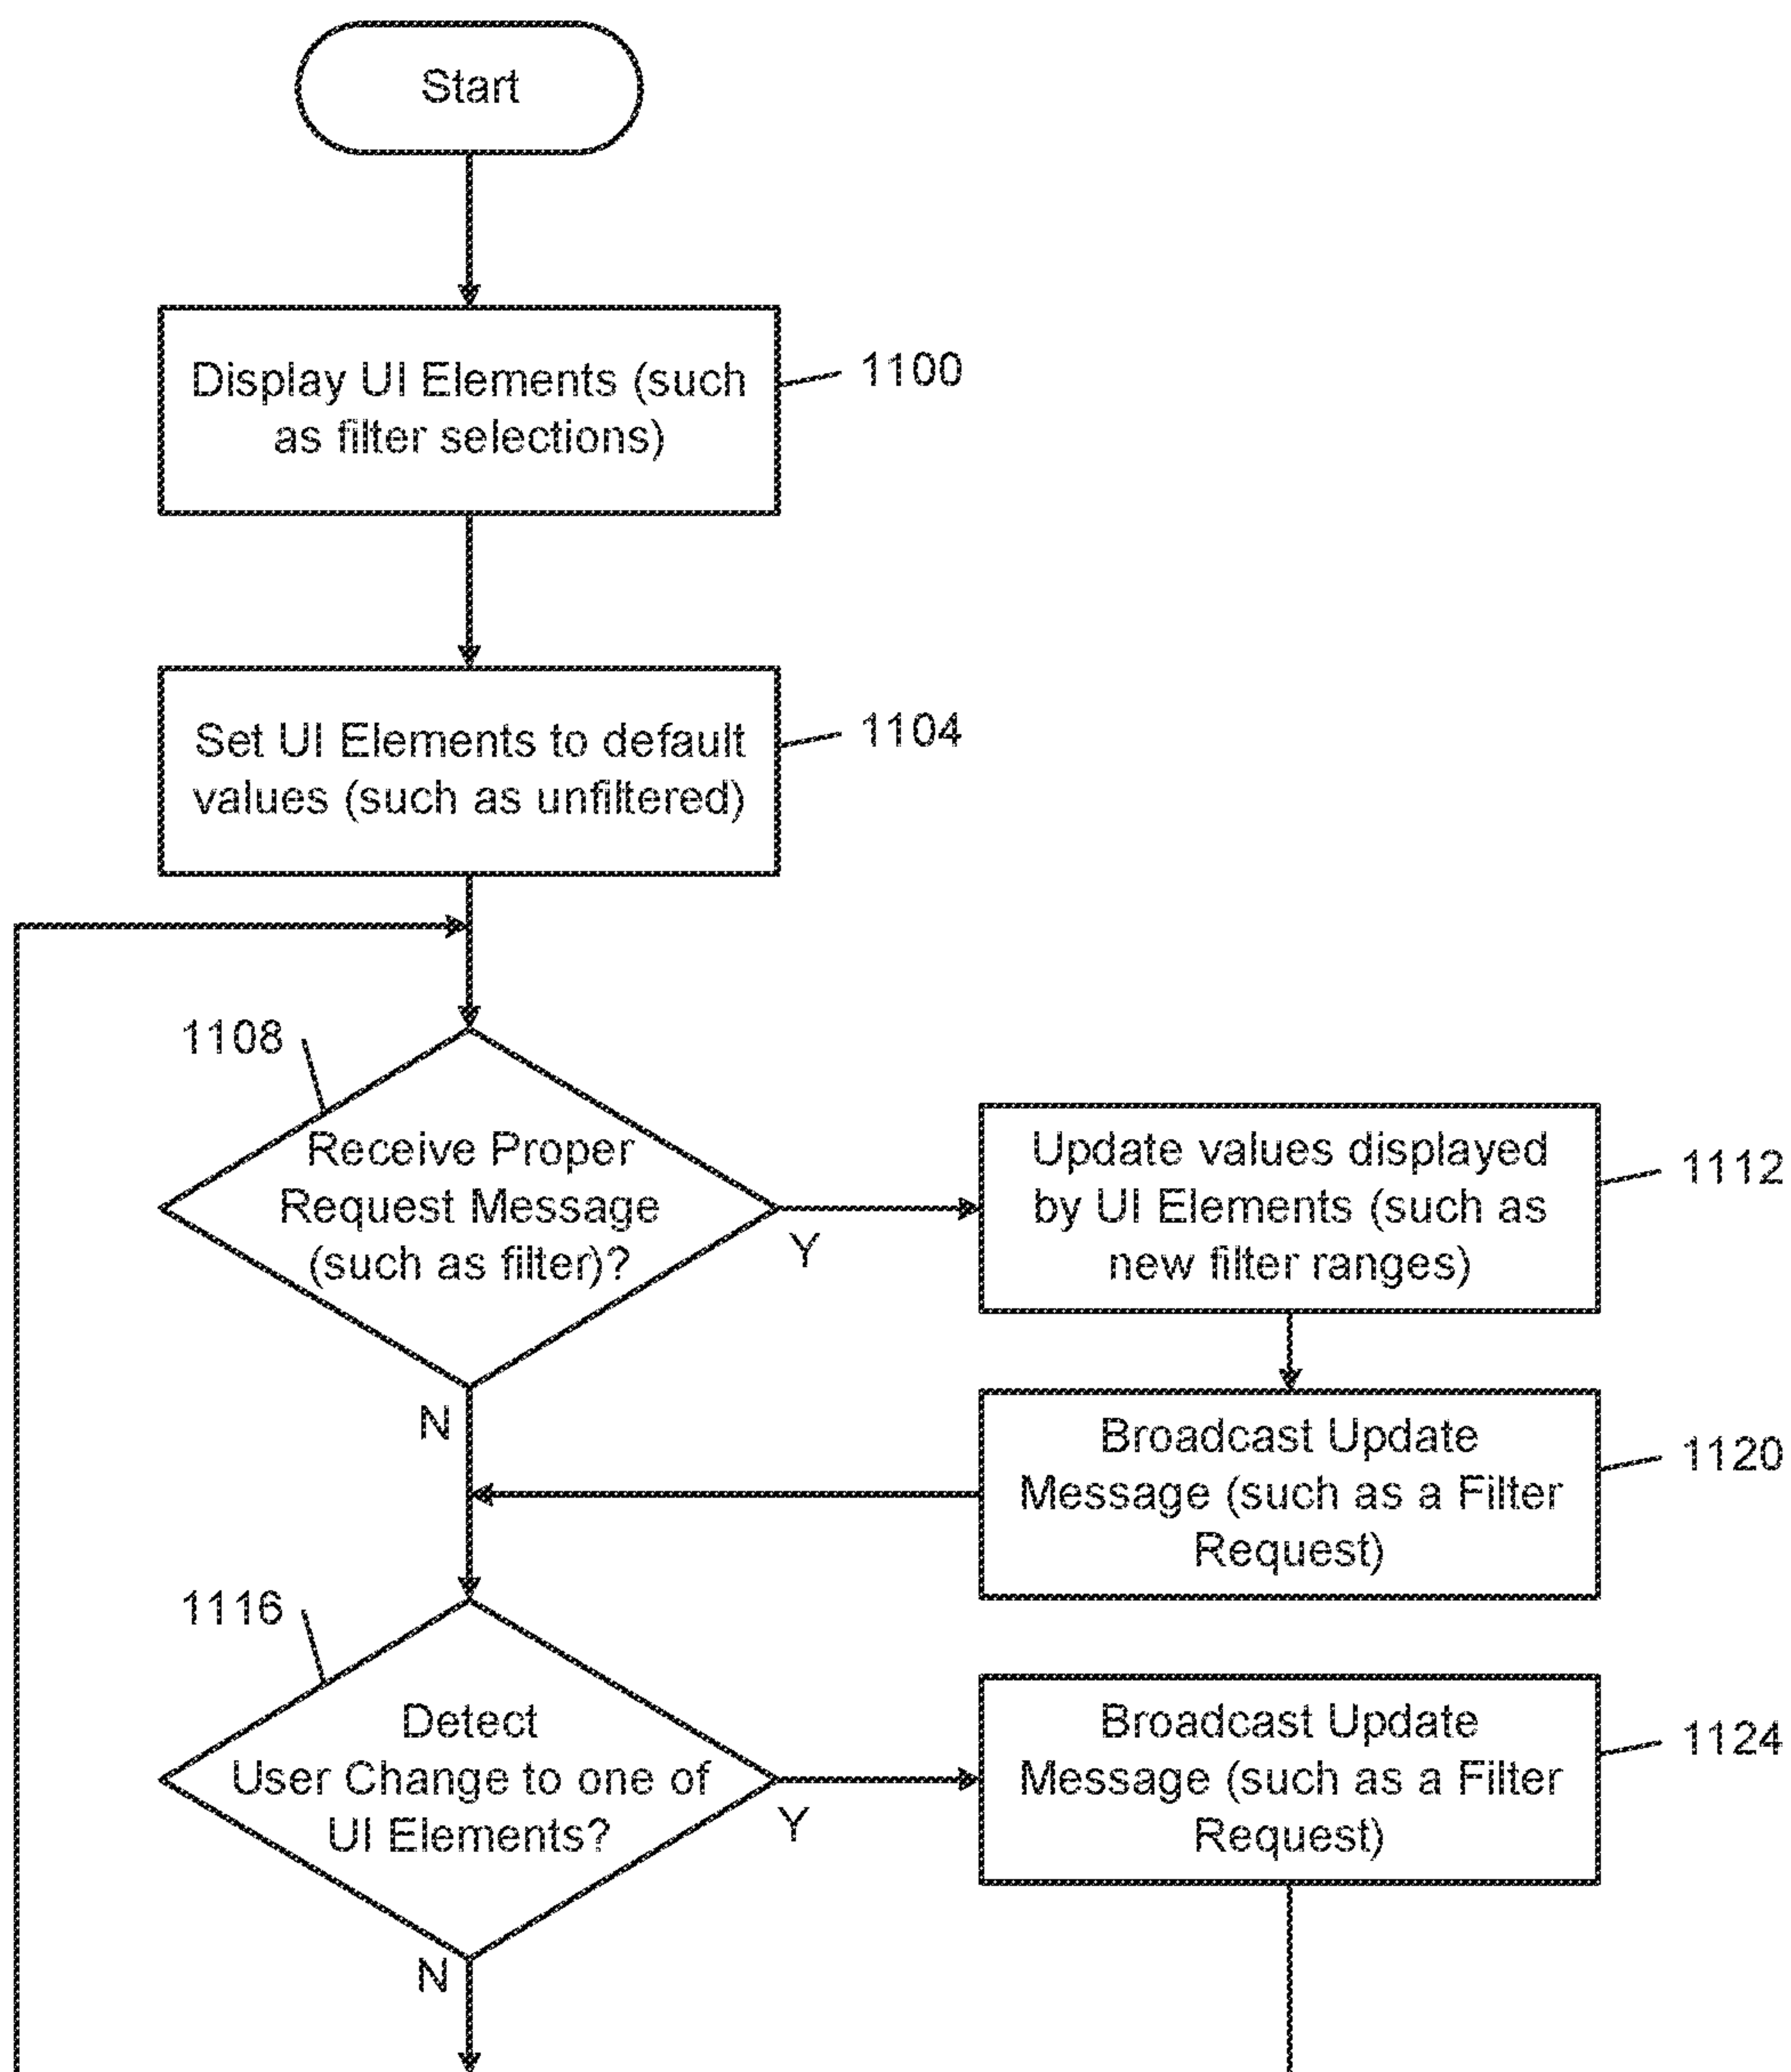 Start
Display UI Elements (such
as filter selections)
1100
Set UI Elements to default
values (such as unfiltered)
1104
1108
Receive Proper
Request Message
(such as filter)?
Y
N
Update values displayed
by UI Elements (such as
new filter ranges)
1112
Broadcast Update
Message (such as a Filter
Request)
1120
1116
Detect
User Change to one of
UI Elements?
Y
N
Broadcast Update
Message (such as a Filter
Request)
1124